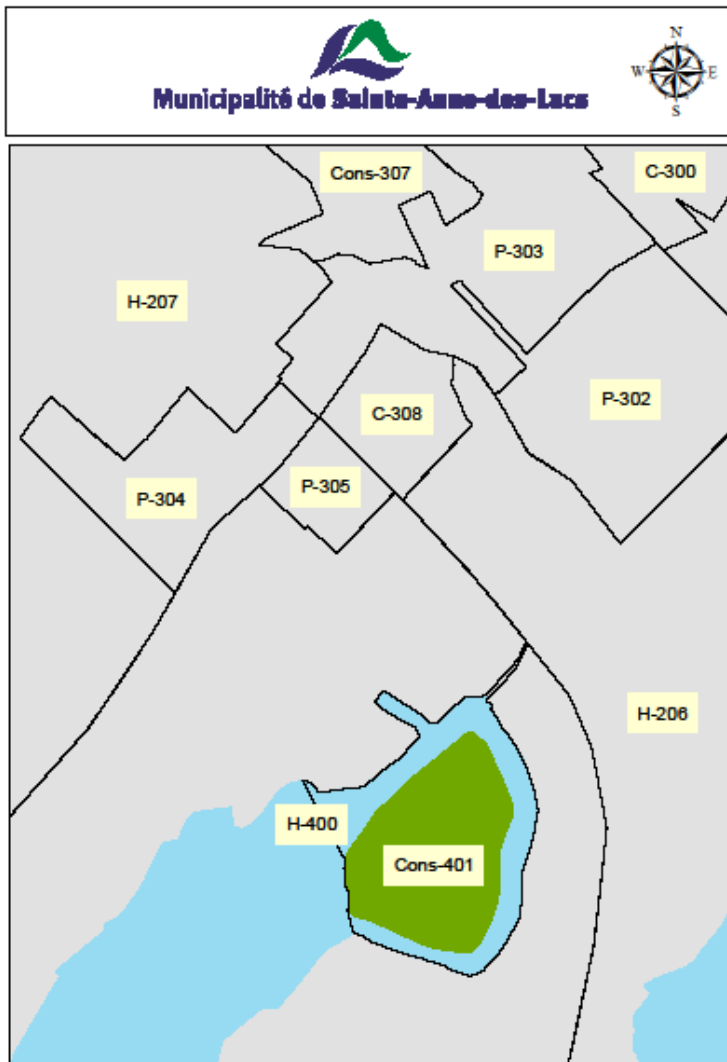 N
W E
S
Municipalité de Sainte-Anne-des-Lacs
Cons-307
C-300
P-303
H-207
P-302
C-308
P-305
P-304
H-206
H-400
Cons-401